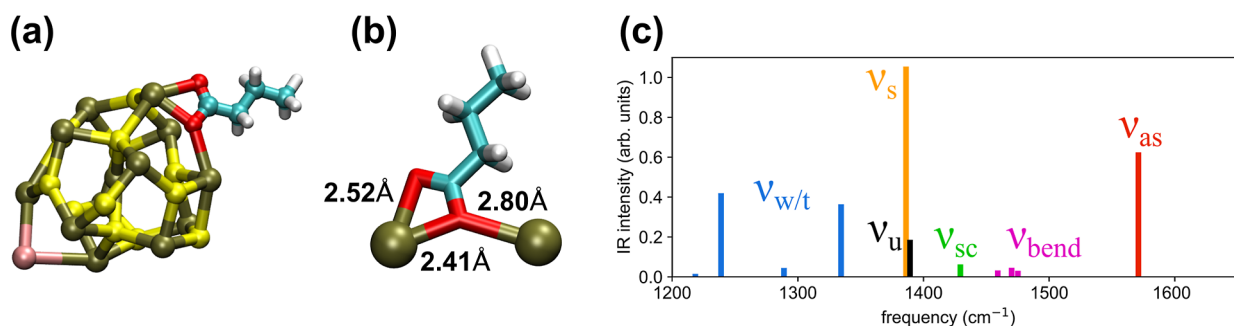 (a)
(b)
2.52Å
2.80Å
2.41Å
(c)
IR intensity (arb. units)
1.0
0.8
0.6
0.4
0.2
0.0
ν_s
ν_as
ν_w/t
ν_u
ν_sc
ν_bend
1200 1300 1400 1500 1600
frequency (cm⁻¹)